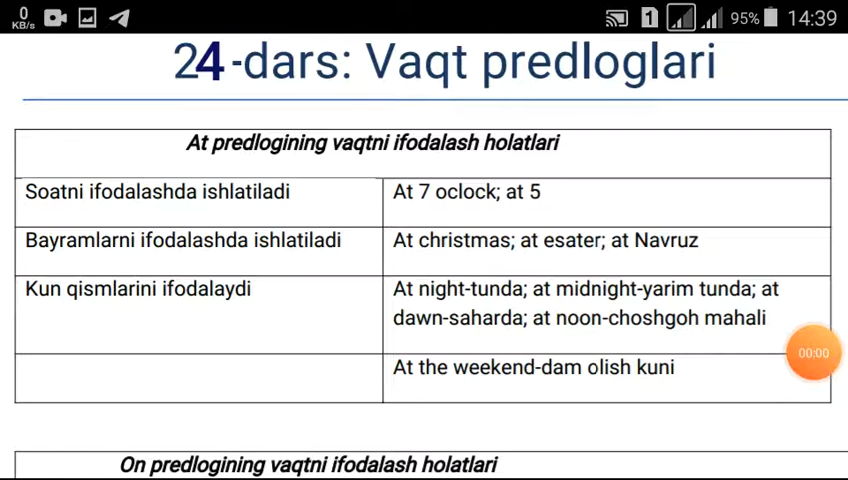 0
KB/s
1
95%
14:39
24-dars: Vaqt predloglari
At predlogining vaqtni ifodalash holatlari
Soatni ifodalashda ishlatiladi
At 7 oclock; at 5
Bayramlarni ifodalashda ishlatiladi
At christmas; at esater; at Navruz
Kun qismlarini ifodalaydi
At night-tunda; at midnight-yarim tunda; at
dawn-saharda; at noon-choshgoh mahali
00:00
At the weekend-dam olish kuni
On predlogining vaqtni ifodalash holatlari